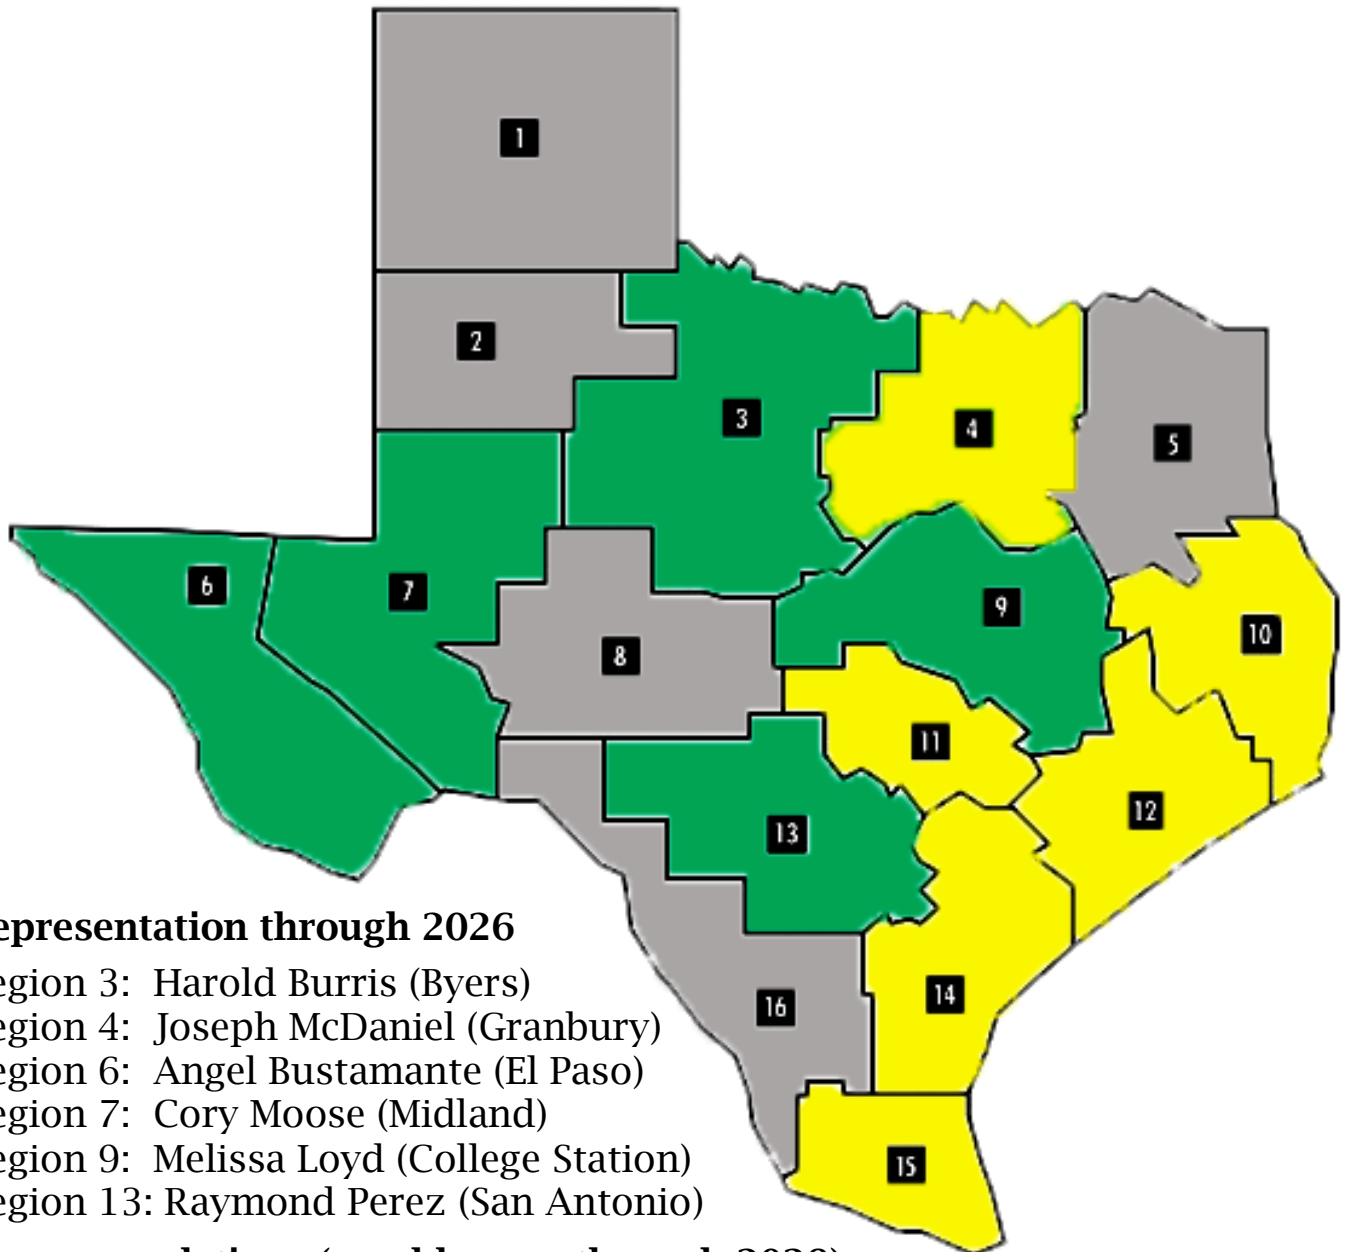 1
2
3
4
5
6
7
8
9
10
11
12
13
14
15
16
epresentation through 2026
egion 3: Harold Burris (Byers)
egion 4: Joseph McDaniel (Granbury)
egion 6: Angel Bustamante (El Paso)
egion 7: Cory Moose (Midland)
egion 9: Melissa Loyd (College Station)
egion 13: Raymond Perez (San Antonio)